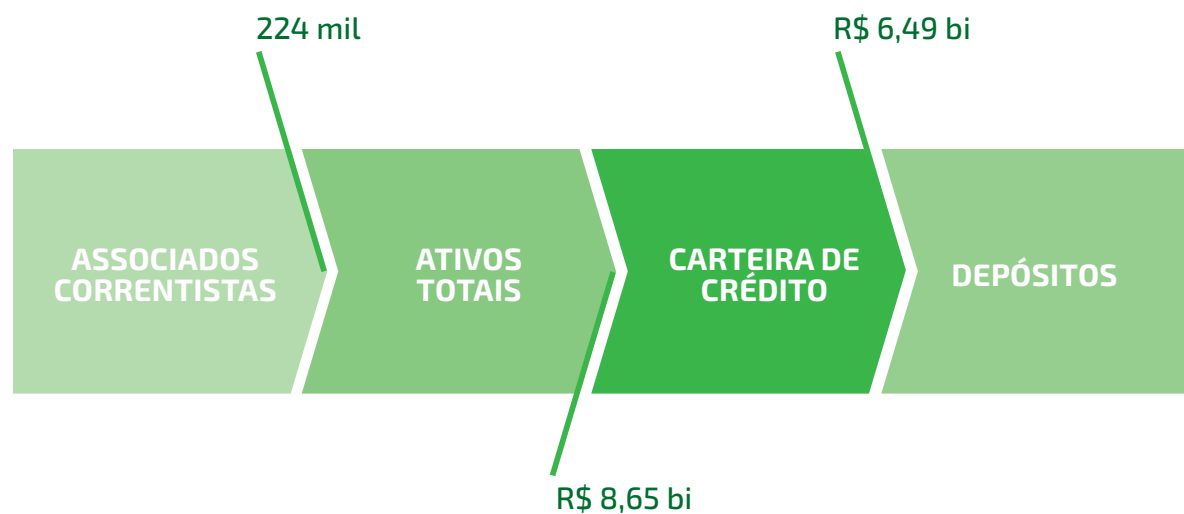 224 mil
R$ 6,49 bi
ASSOCIADOS
CORRENTISTAS
ATIVOS
TOTAIS
CARTEIRA DE
CRÉDITO
DEPÓSITOS
R$ 8,65 bi